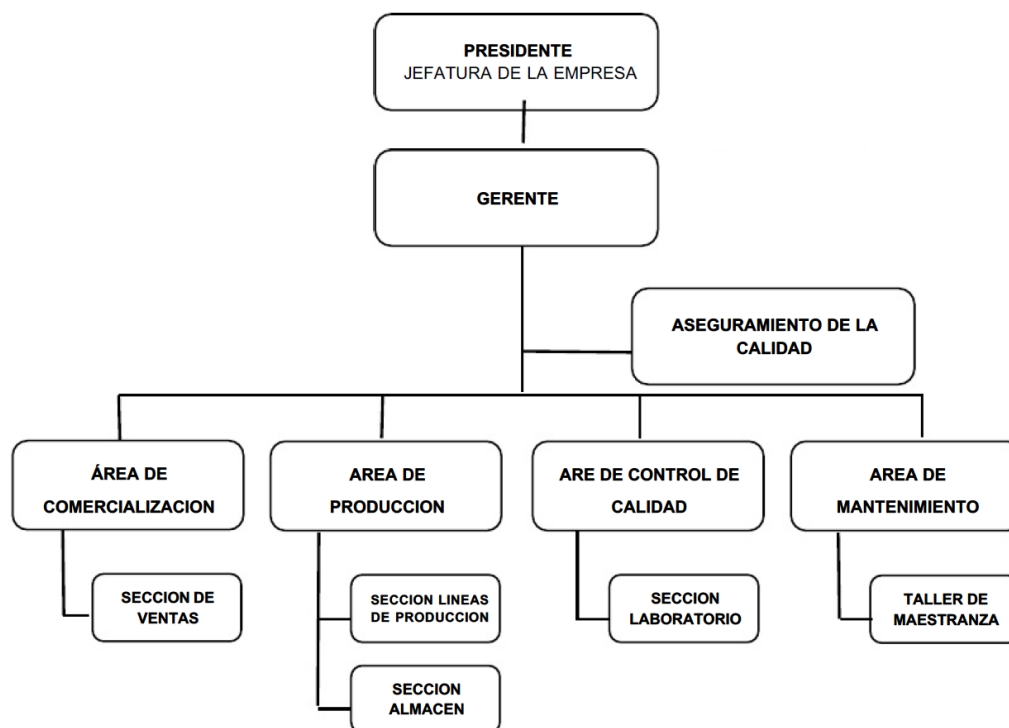 PRESIDENTE
JEFATURA DE LA EMPRESA
GERENTE
ASEGURAMIENTO DE LA
CALIDAD
ÁREA DE
COMERCIALIZACION
AREA DE
PRODUCCION
ARE DE CONTROL DE
CALIDAD
AREA DE
MANTENIMIENTO
SECCION DE
VENTAS
SECCION LINEAS
DE PRODUCCION
SECCION
LABORATORIO
TALLER DE
MAESTRANZA
SECCION
ALMACEN